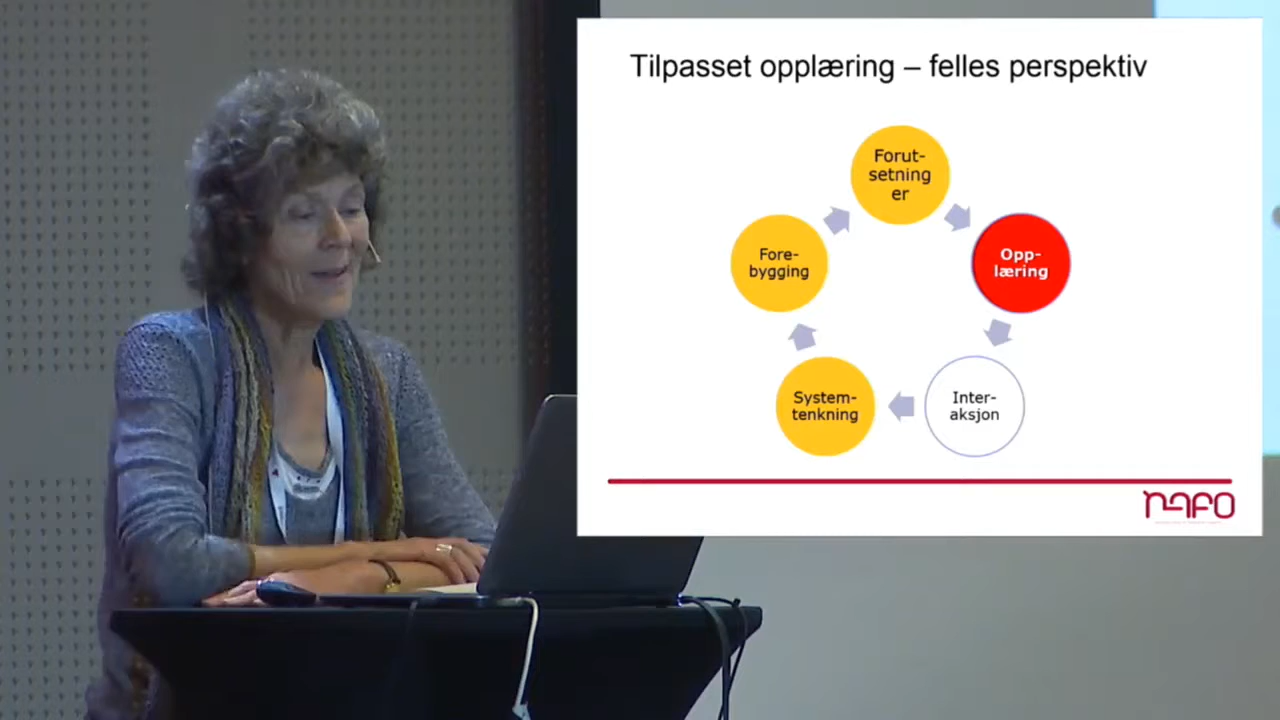 Tilpasset opplæring – felles perspektiv
Forut-
setning
er
Opp-
læring
Inter-
aksjon
System-
tenkning
Fore-
bygging
NAFO